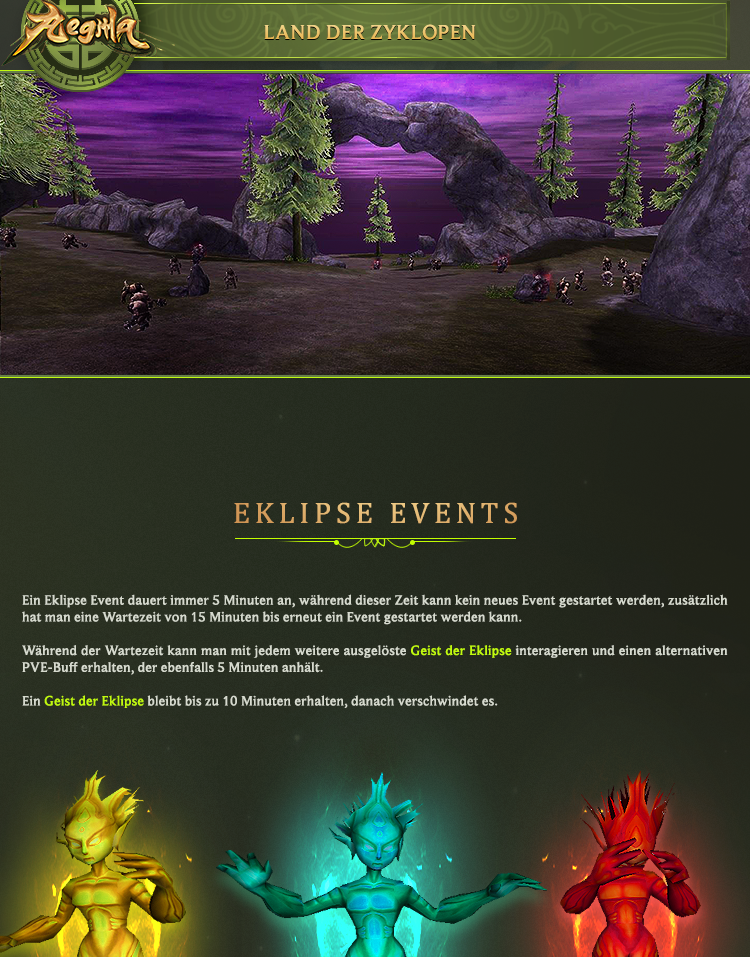 Aegma
LAND DER ZYKLOPEN
EKLIPSE EVENTS
Ein Eklipse Event dauert immer 5 Minuten an, während dieser Zeit kann kein neues Event gestartet werden, zusätzlich
hat man eine Wartezeit von 15 Minuten bis erneut ein Event gestartet werden kann.
Während der Wartezeit kann man mit jedem weitere ausgelöste Geist der Eklipse interagieren und einen alternativen
PVE-Buff erhalten, der ebenfalls 5 Minuten anhält.
Ein Geist der Eklipse bleibt bis zu 10 Minuten erhalten, danach verschwindet es.